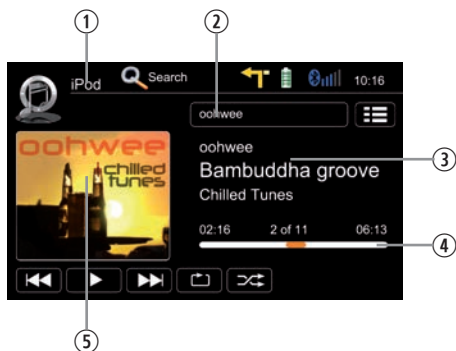 ① ②
iPod Search 10:16
oohwee
oohwee
oohwee
chilled
tunes
Bambuddha groove
③
Chilled Tunes
02:16 2 of 11 06:13
④
⑤